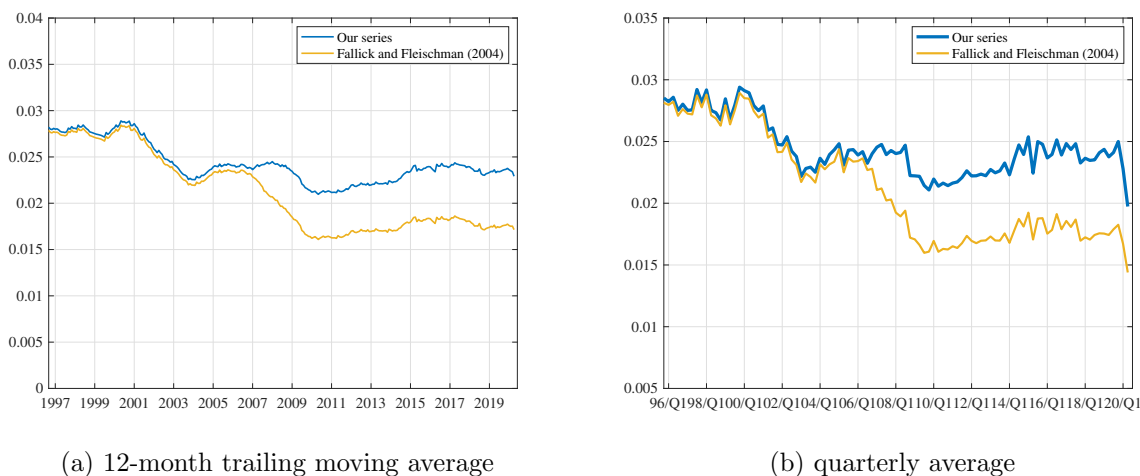 0.04
0.035
0.03
0.025
0.02
0.015
0.01
0.005
0
Our series
Fallick and Fleischman (2004)
1997 1999 2001 2003 2005 2007 2009 2011 2013 2015 2017 2019
(a) 12-month trailing moving average
0.035
0.03
0.025
0.02
0.015
0.01
0.005
Our series
Fallick and Fleischman (2004)
96/Q198/Q100/Q102/Q104/Q106/Q108/Q110/Q112/Q114/Q116/Q118/Q120/Q1
(b) quarterly average